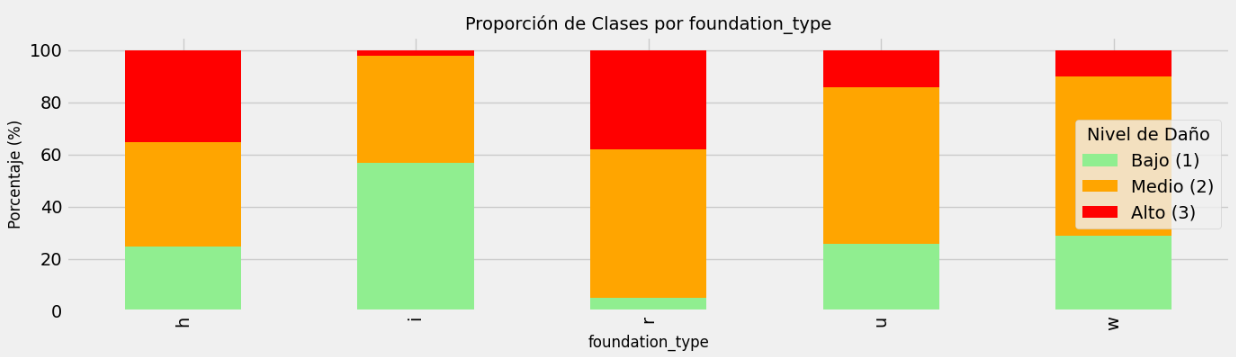 Proporción de Clases por foundation_type
Porcentaje (%)
100
80
60
40
20
0
h
i
r
u
w
foundation_type
Nivel de Daño
Bajo (1)
Medio (2)
Alto (3)